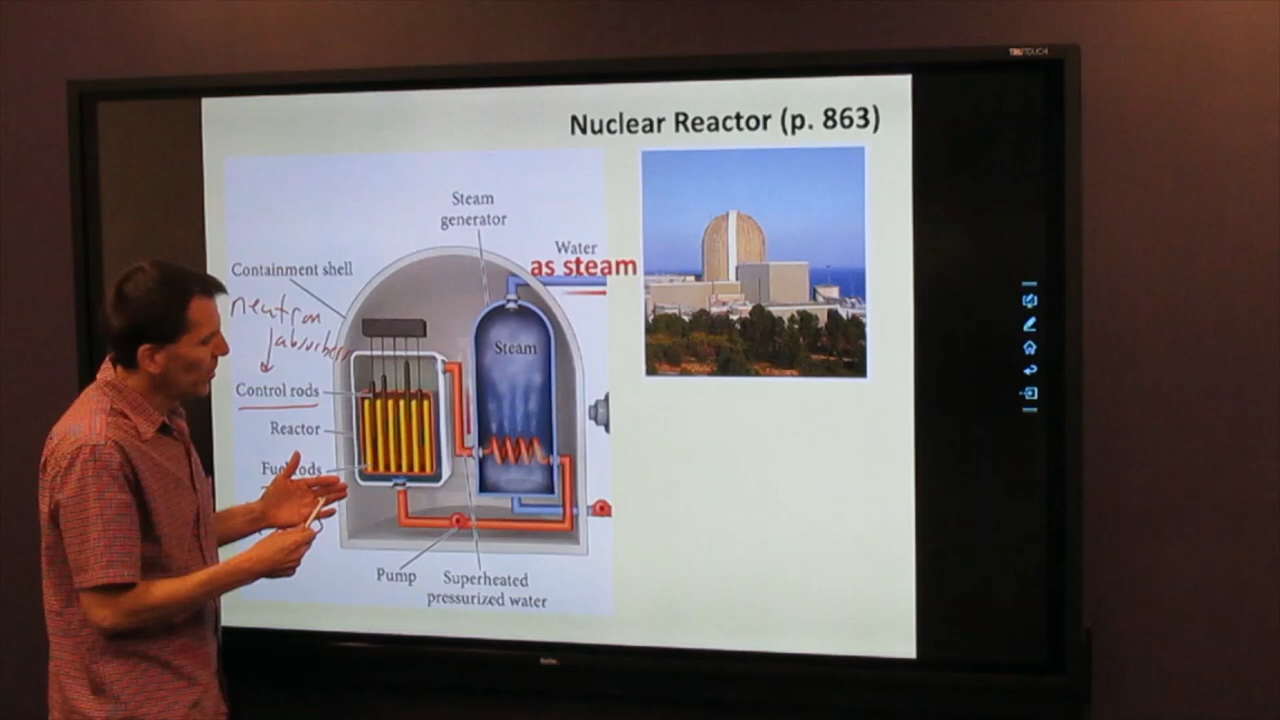 TRUTOUCH
Nuclear Reactor (p. 863)
Steam
generator
Water
as steam
Containment shell
neutron
absorbers
Steam
Control rods
Reactor
Fuel rods
Pump
Superheated
pressurized water